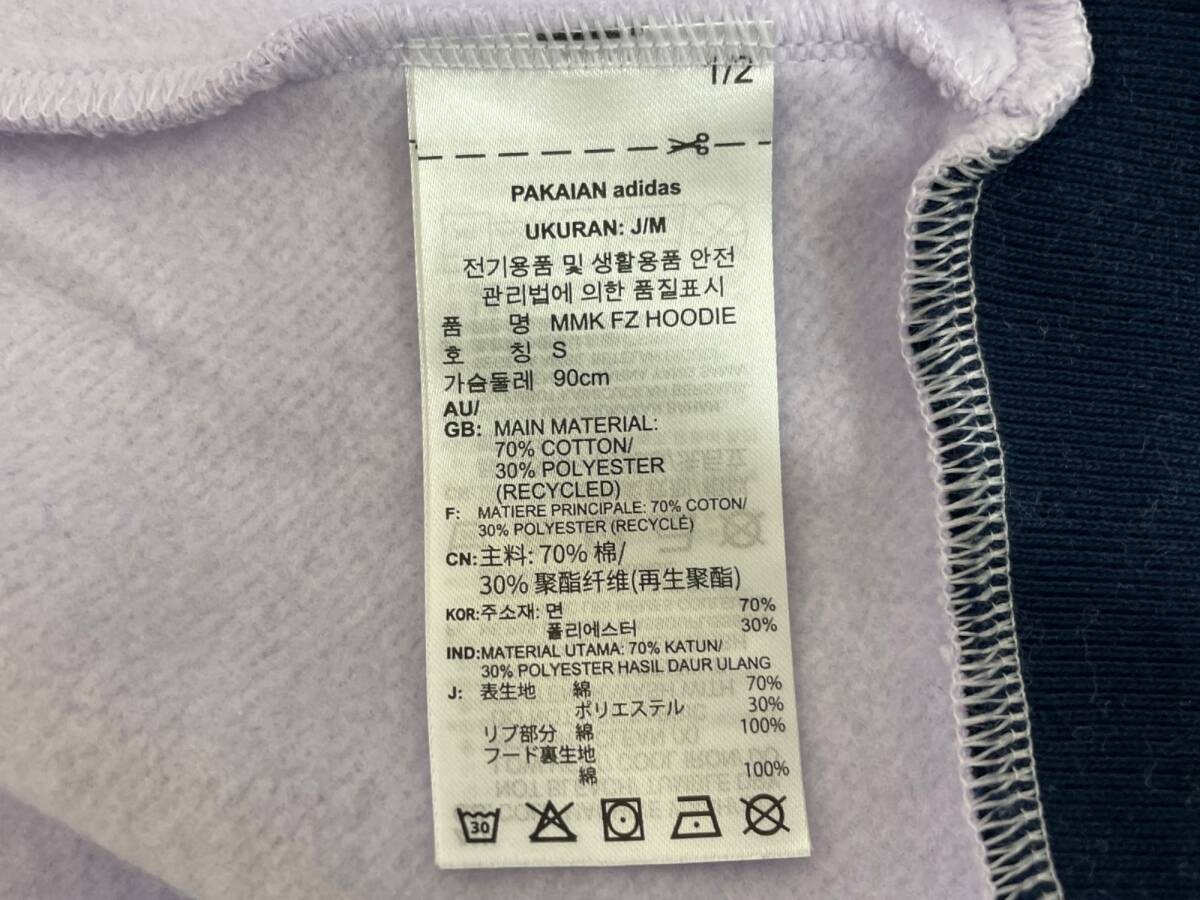 1/2
PAKAIAN adidas
UKURAN: J/M
전기용품 및 생활용품 안전
관리법에 의한 품질표시
품 명 MMK FZ HOODIE
호 칭 S
가슴둘레 90cm
AU/
GB: MAIN MATERIAL:
70% COTTON/
30% POLYESTER
(RECYCLED)
F: MATIERE PRINCIPALE: 70% COTON/
30% POLYESTER (RECYCLÉ)
CN: 主料: 70% 棉/
30% 聚酯纤维(再生聚酯)
KOR: 주소재: 면 70%
폴리에스터 30%
IND: MATERIAL UTAMA: 70% KATUN/
30% POLYESTER HASIL DAUR ULANG
J: 表生地 綿 70%
ポリエステル 30%
リブ部分 綿 100%
フード裏生地
綿 100%
30